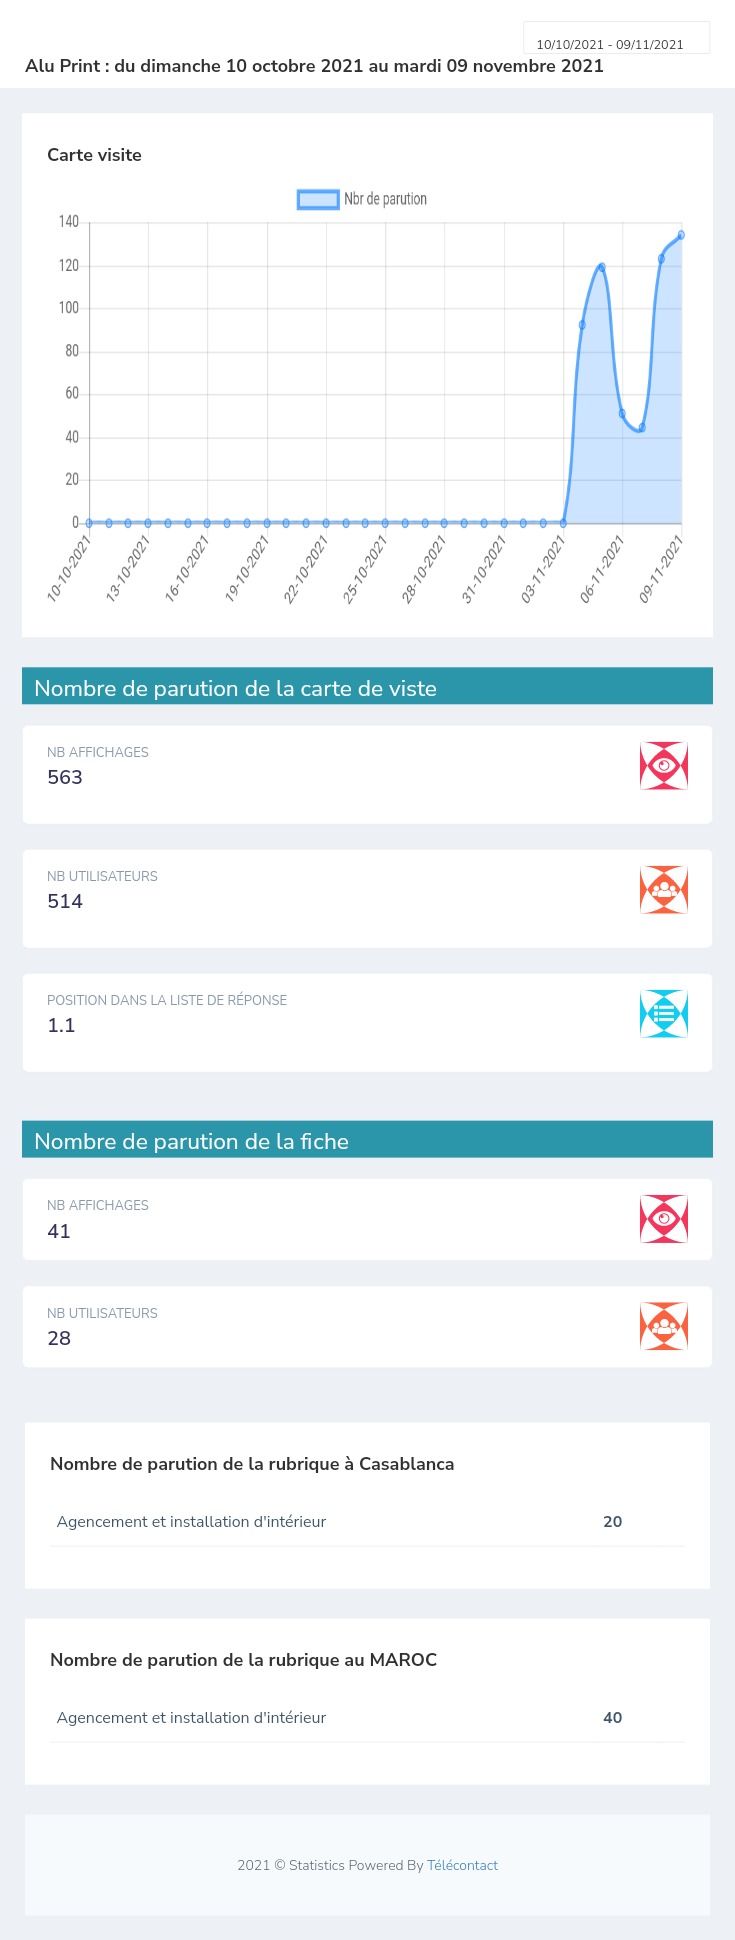 10/10/2021 - 09/11/2021
Alu Print : du dimanche 10 octobre 2021 au mardi 09 novembre 2021
Carte visite
Nbr de parution
140
120
100
80
60
40
20
0
10-10-2021 13-10-2021 16-10-2021 19-10-2021 22-10-2021 25-10-2021 28-10-2021 31-10-2021 03-11-2021 06-11-2021 09-11-2021
Nombre de parution de la carte de viste
NB AFFICHAGES
563
NB UTILISATEURS
514
POSITION DANS LA LISTE DE RÉPONSE
1.1
Nombre de parution de la fiche
NB AFFICHAGES
41
NB UTILISATEURS
28
Nombre de parution de la rubrique à Casablanca
Agencement et installation d'intérieur 20
Nombre de parution de la rubrique au MAROC
Agencement et installation d'intérieur 40
2021 © Statistics Powered By Télécontact